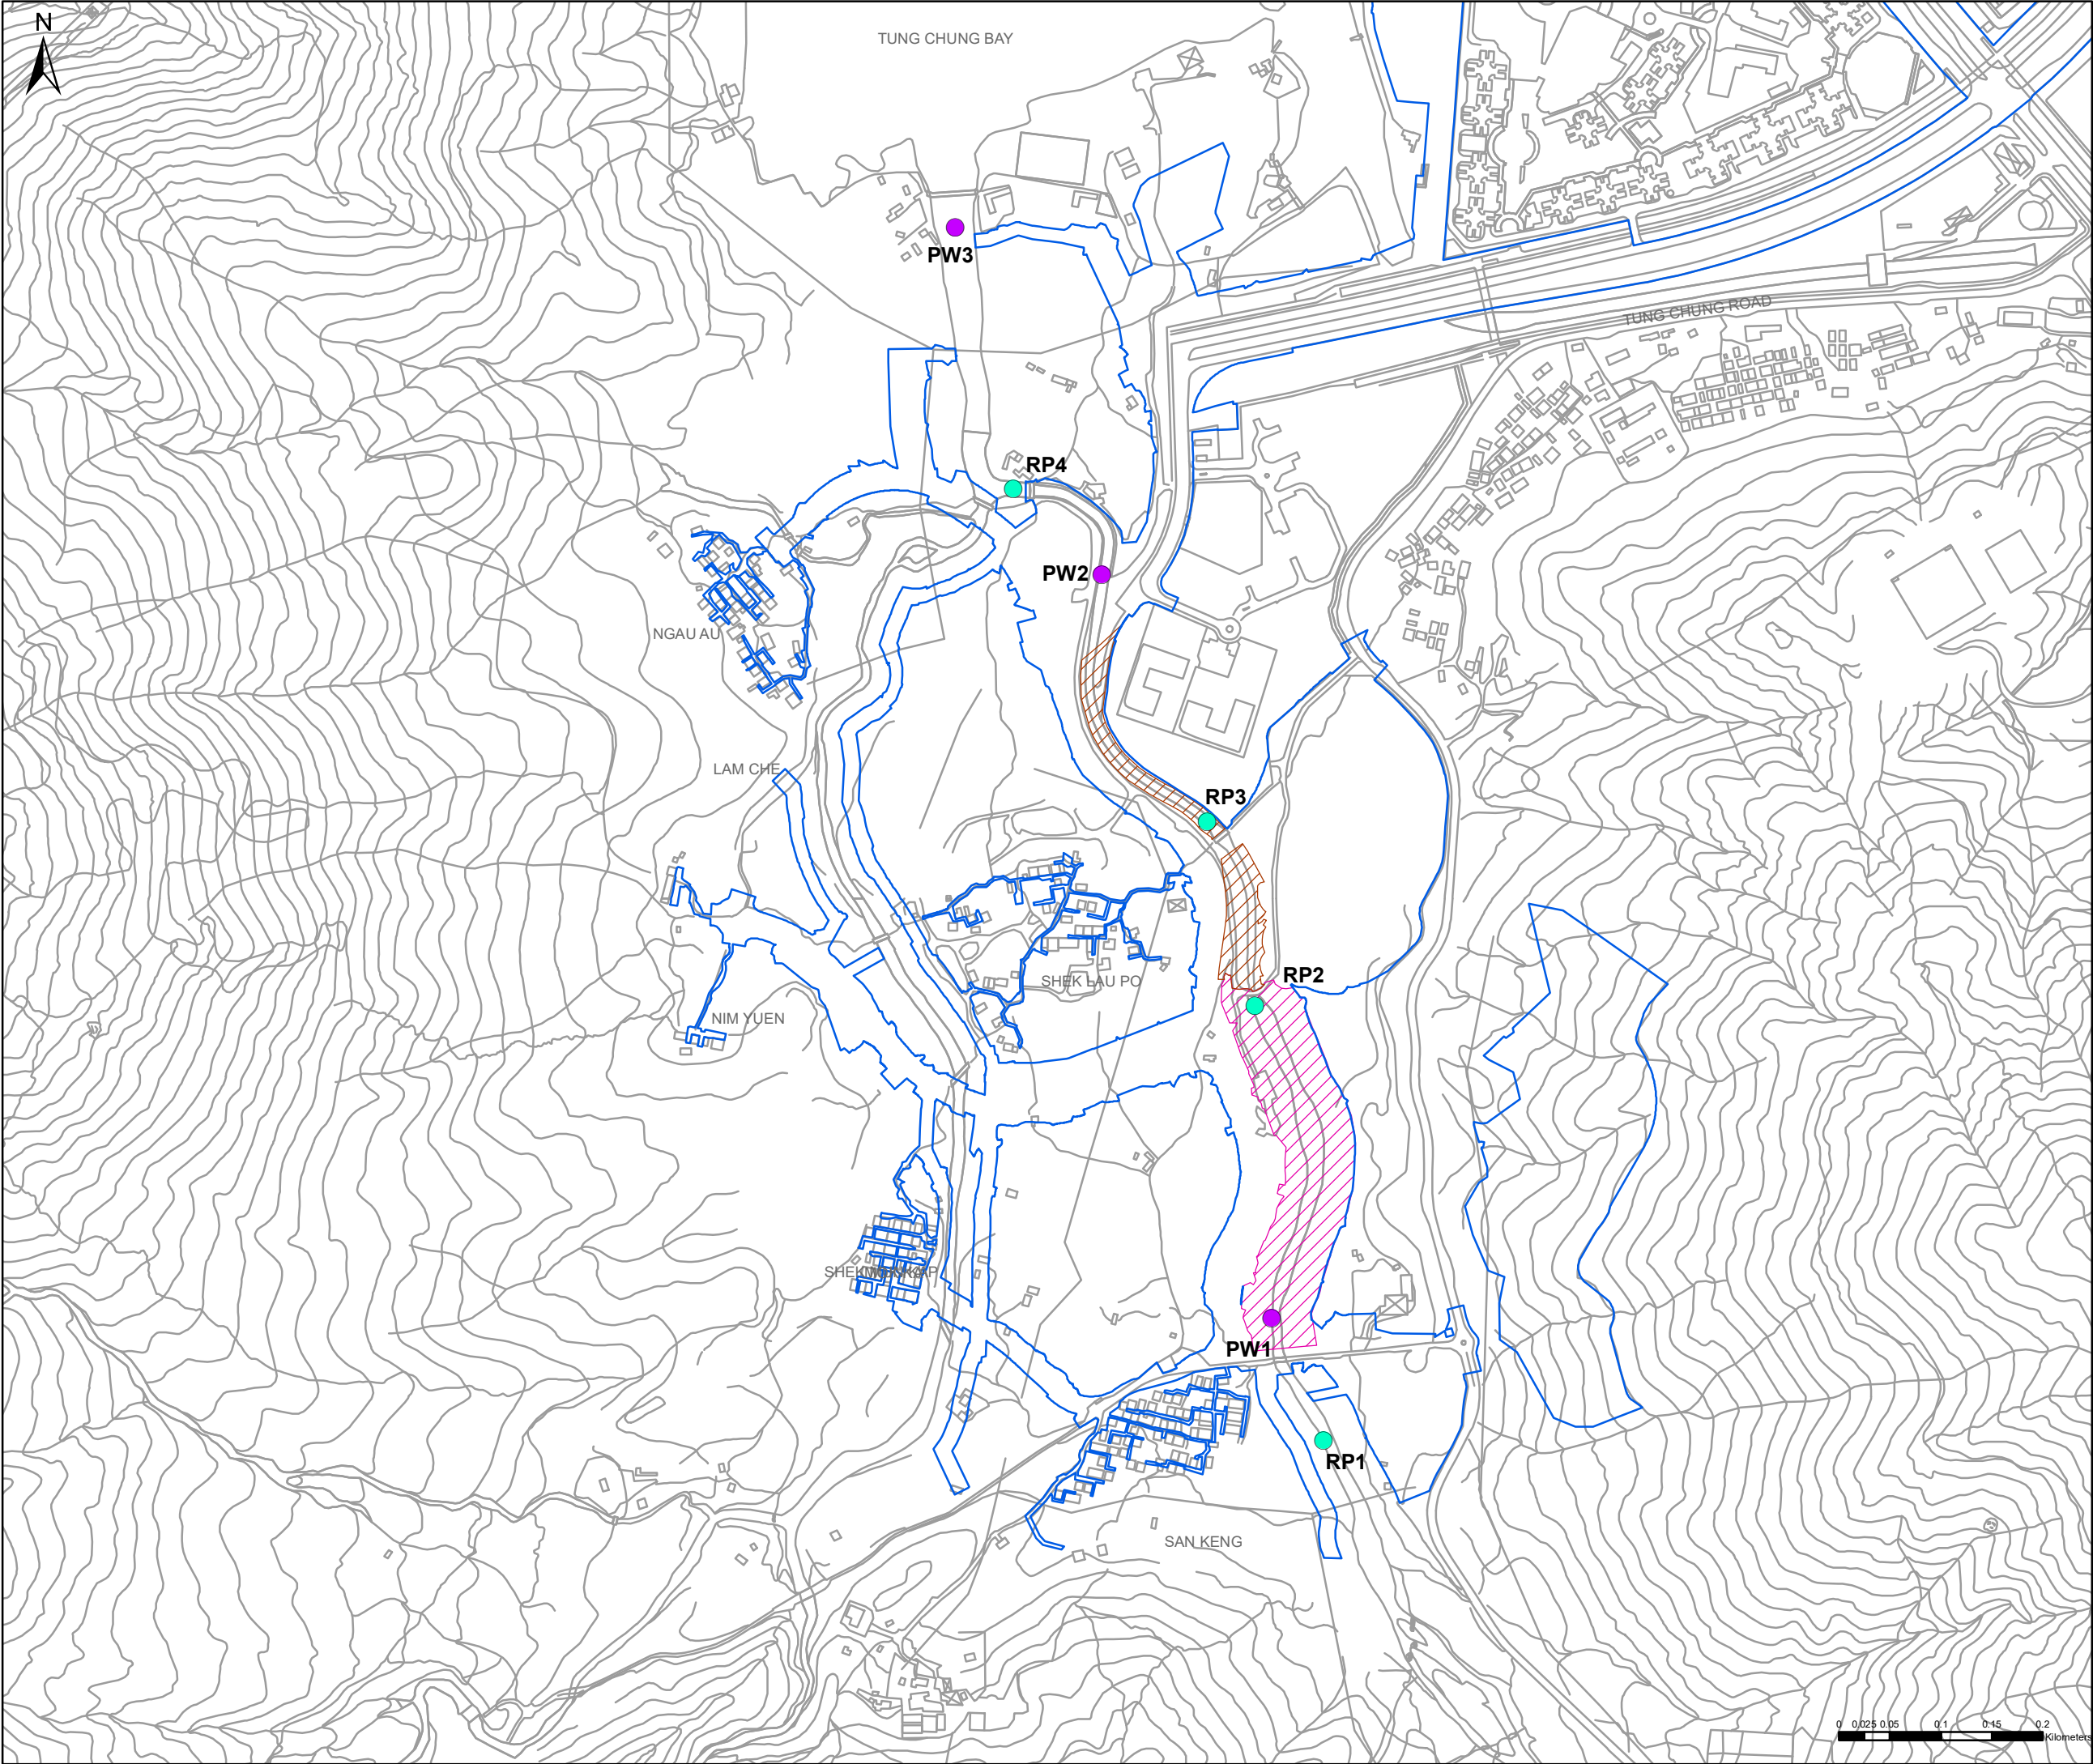 N
TUNG CHUNG BAY
PW3
TUNG CHUNG ROAD
RP4
PW2
NGAU AU
LAM CHE
RP3
SHEK LAU PO
RP2
NIM YUEN
PW1
RP1
SAN KENG
0 0.025 0.05 0.1 0.15 0.2
Kilometers